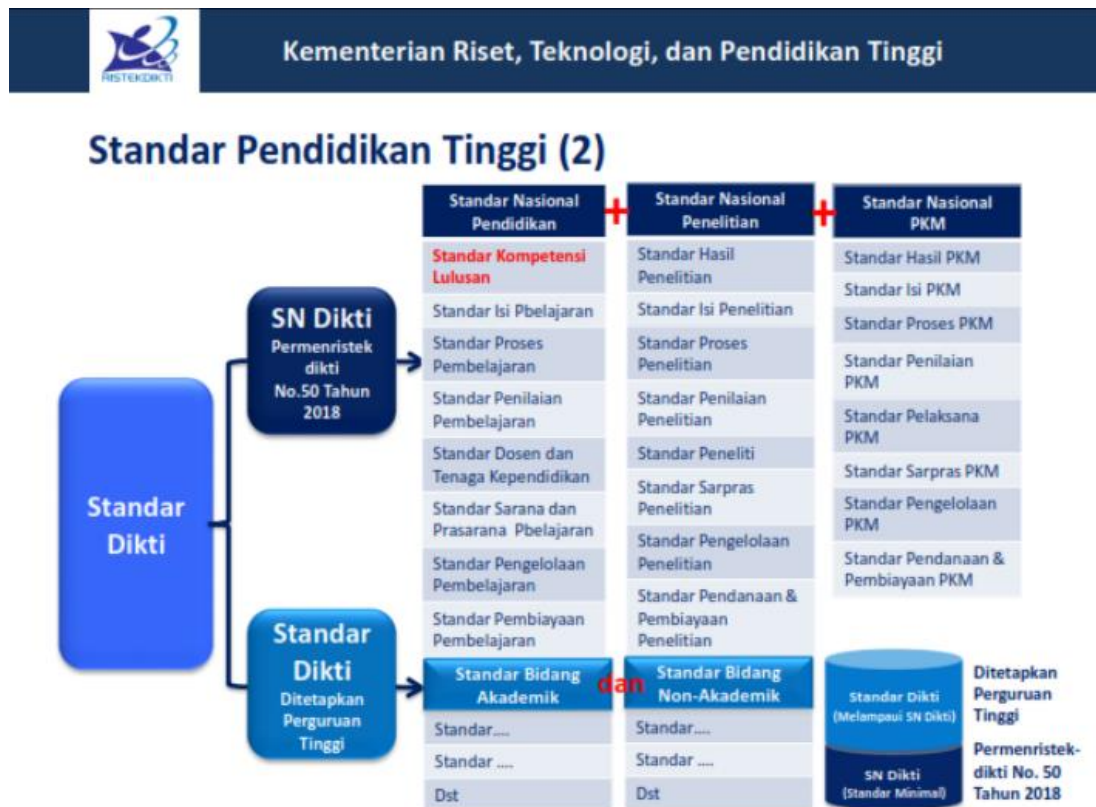 RISTEKDIKTI
Kementerian Riset, Teknologi, dan Pendidikan Tinggi
Standar Pendidikan Tinggi (2)
Standar
Dikti
SN Dikti
Permenristek
dikti
No.50 Tahun
2018
Standar Nasional
Pendidikan
+
Standar Nasional
Penelitian
+
Standar Nasional
PKM
Standar Kompetensi
Lulusan
Standar Isi Pbelajaran
Standar Proses
Pembelajaran
Standar Penilaian
Pembelajaran
Standar Dosen dan
Tenaga Kependidikan
Standar Sarana dan
Prasarana Pbelajaran
Standar Pengelolaan
Pembelajaran
Standar Pembiayaan
Pembelajaran
Standar Hasil
Penelitian
Standar Isi Penelitian
Standar Proses
Penelitian
Standar Penilaian
Penelitian
Standar Peneliti
Standar Sarpras
Penelitian
Standar Pengelolaan
Penelitian
Standar Pendanaan &
Pembiayaan
Penelitian
Standar Hasil PKM
Standar Isi PKM
Standar Proses PKM
Standar Penilaian
PKM
Standar Pelaksana
PKM
Standar Sarpras PKM
Standar Pengelolaan
PKM
Standar Pendanaan &
Pembiayaan PKM
Standar
Dikti
Ditetapkan
Perguruan
Tinggi
Standar Bidang
Akademik
dan
Standar Bidang
Non-Akademik
Standar....
Standar ....
Dst
Standar....
Standar ....
Dst
Standar Dikti
(Melampaui SN Dikti)
SN Dikti
(Standar Minimal)
Ditetapkan
Perguruan
Tinggi
Permenristek-
dikti No. 50
Tahun 2018